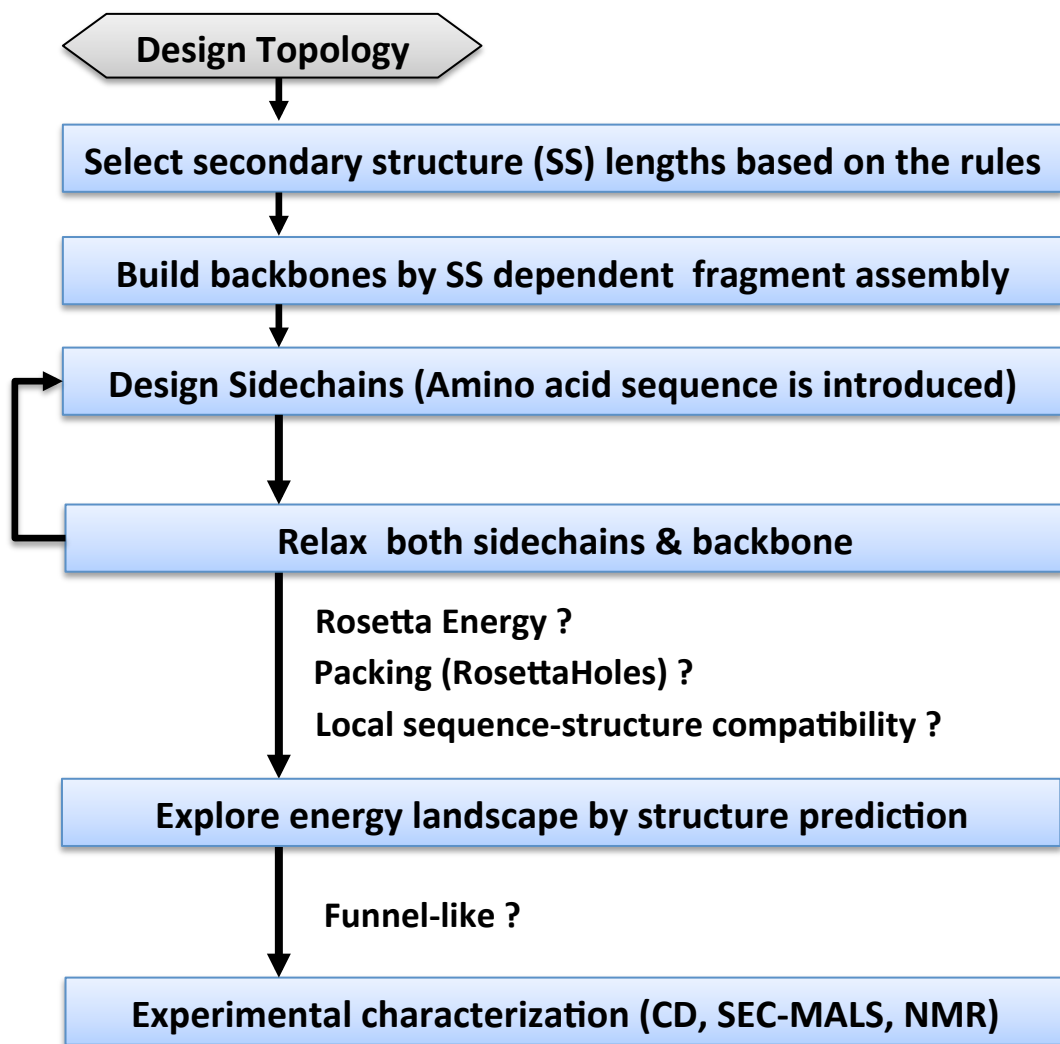 Design Topology
Select secondary structure (SS) lengths based on the rules
Build backbones by SS dependent fragment assembly
Design Sidechains (Amino acid sequence is introduced)
Relax both sidechains & backbone
Rosetta Energy ?
Packing (RosettaHoles) ?
Local sequence-structure compatibility ?
Explore energy landscape by structure prediction
Funnel-like ?
Experimental characterization (CD, SEC-MALS, NMR)